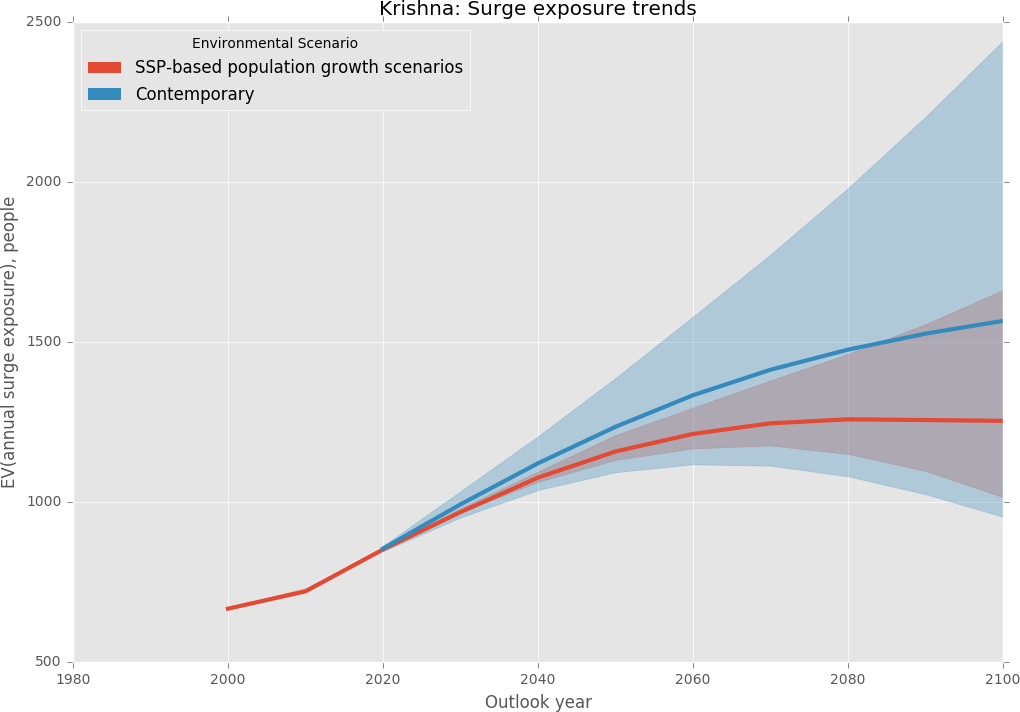 Krishna: Surge exposure trends
2500
Environmental Scenario
SSP-based population growth scenarios
Contemporary
2000
1500
1000
500
EV(annual surge exposure), people
1980 2000 2020 2040 2060 2080 2100
Outlook year